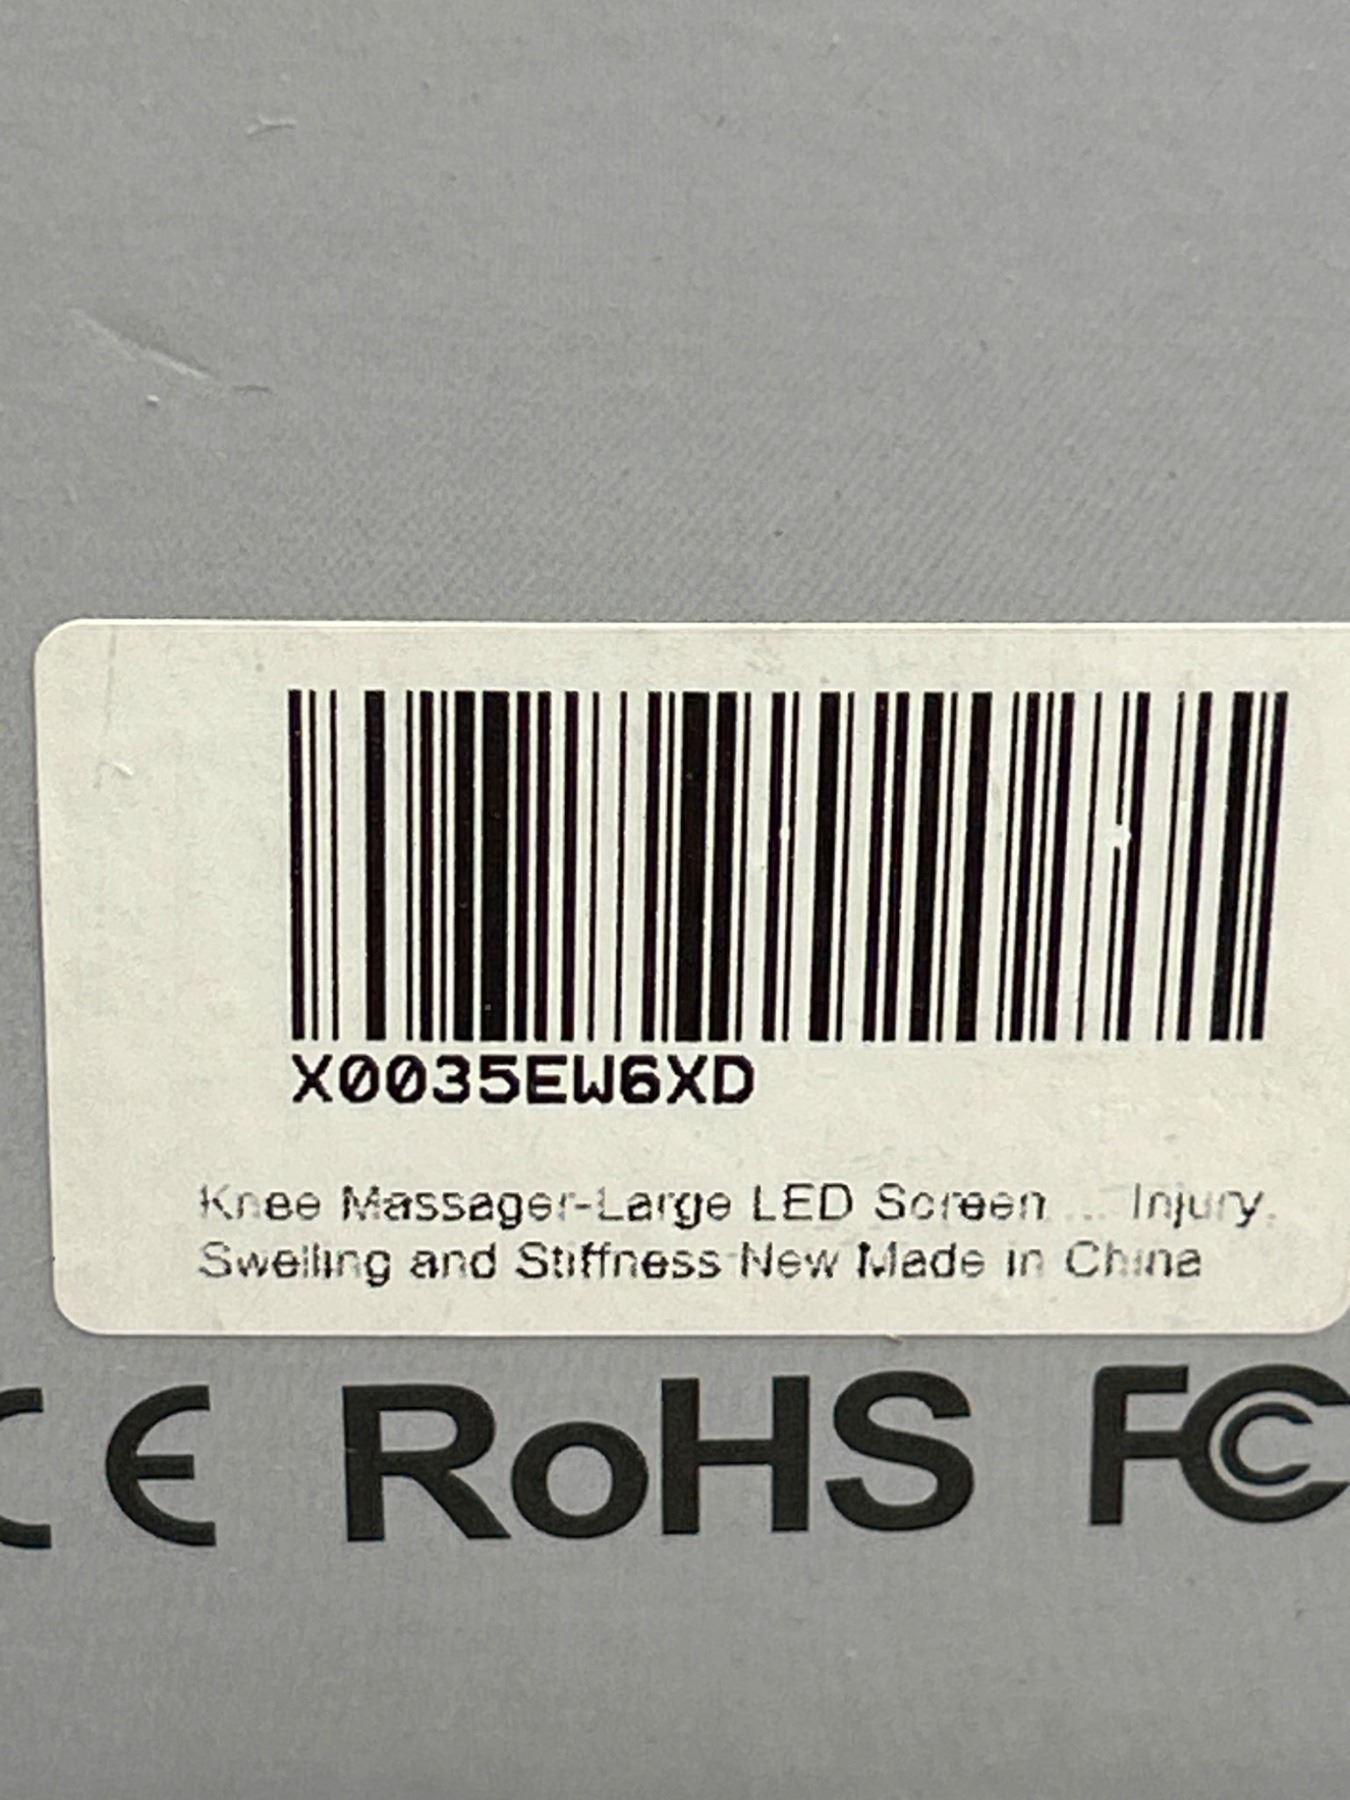 X0035EW6XD
Knee Massager-Large LED Screen ... Injury,
Swelling and Stiffness New Made in China
CE RoHS FC